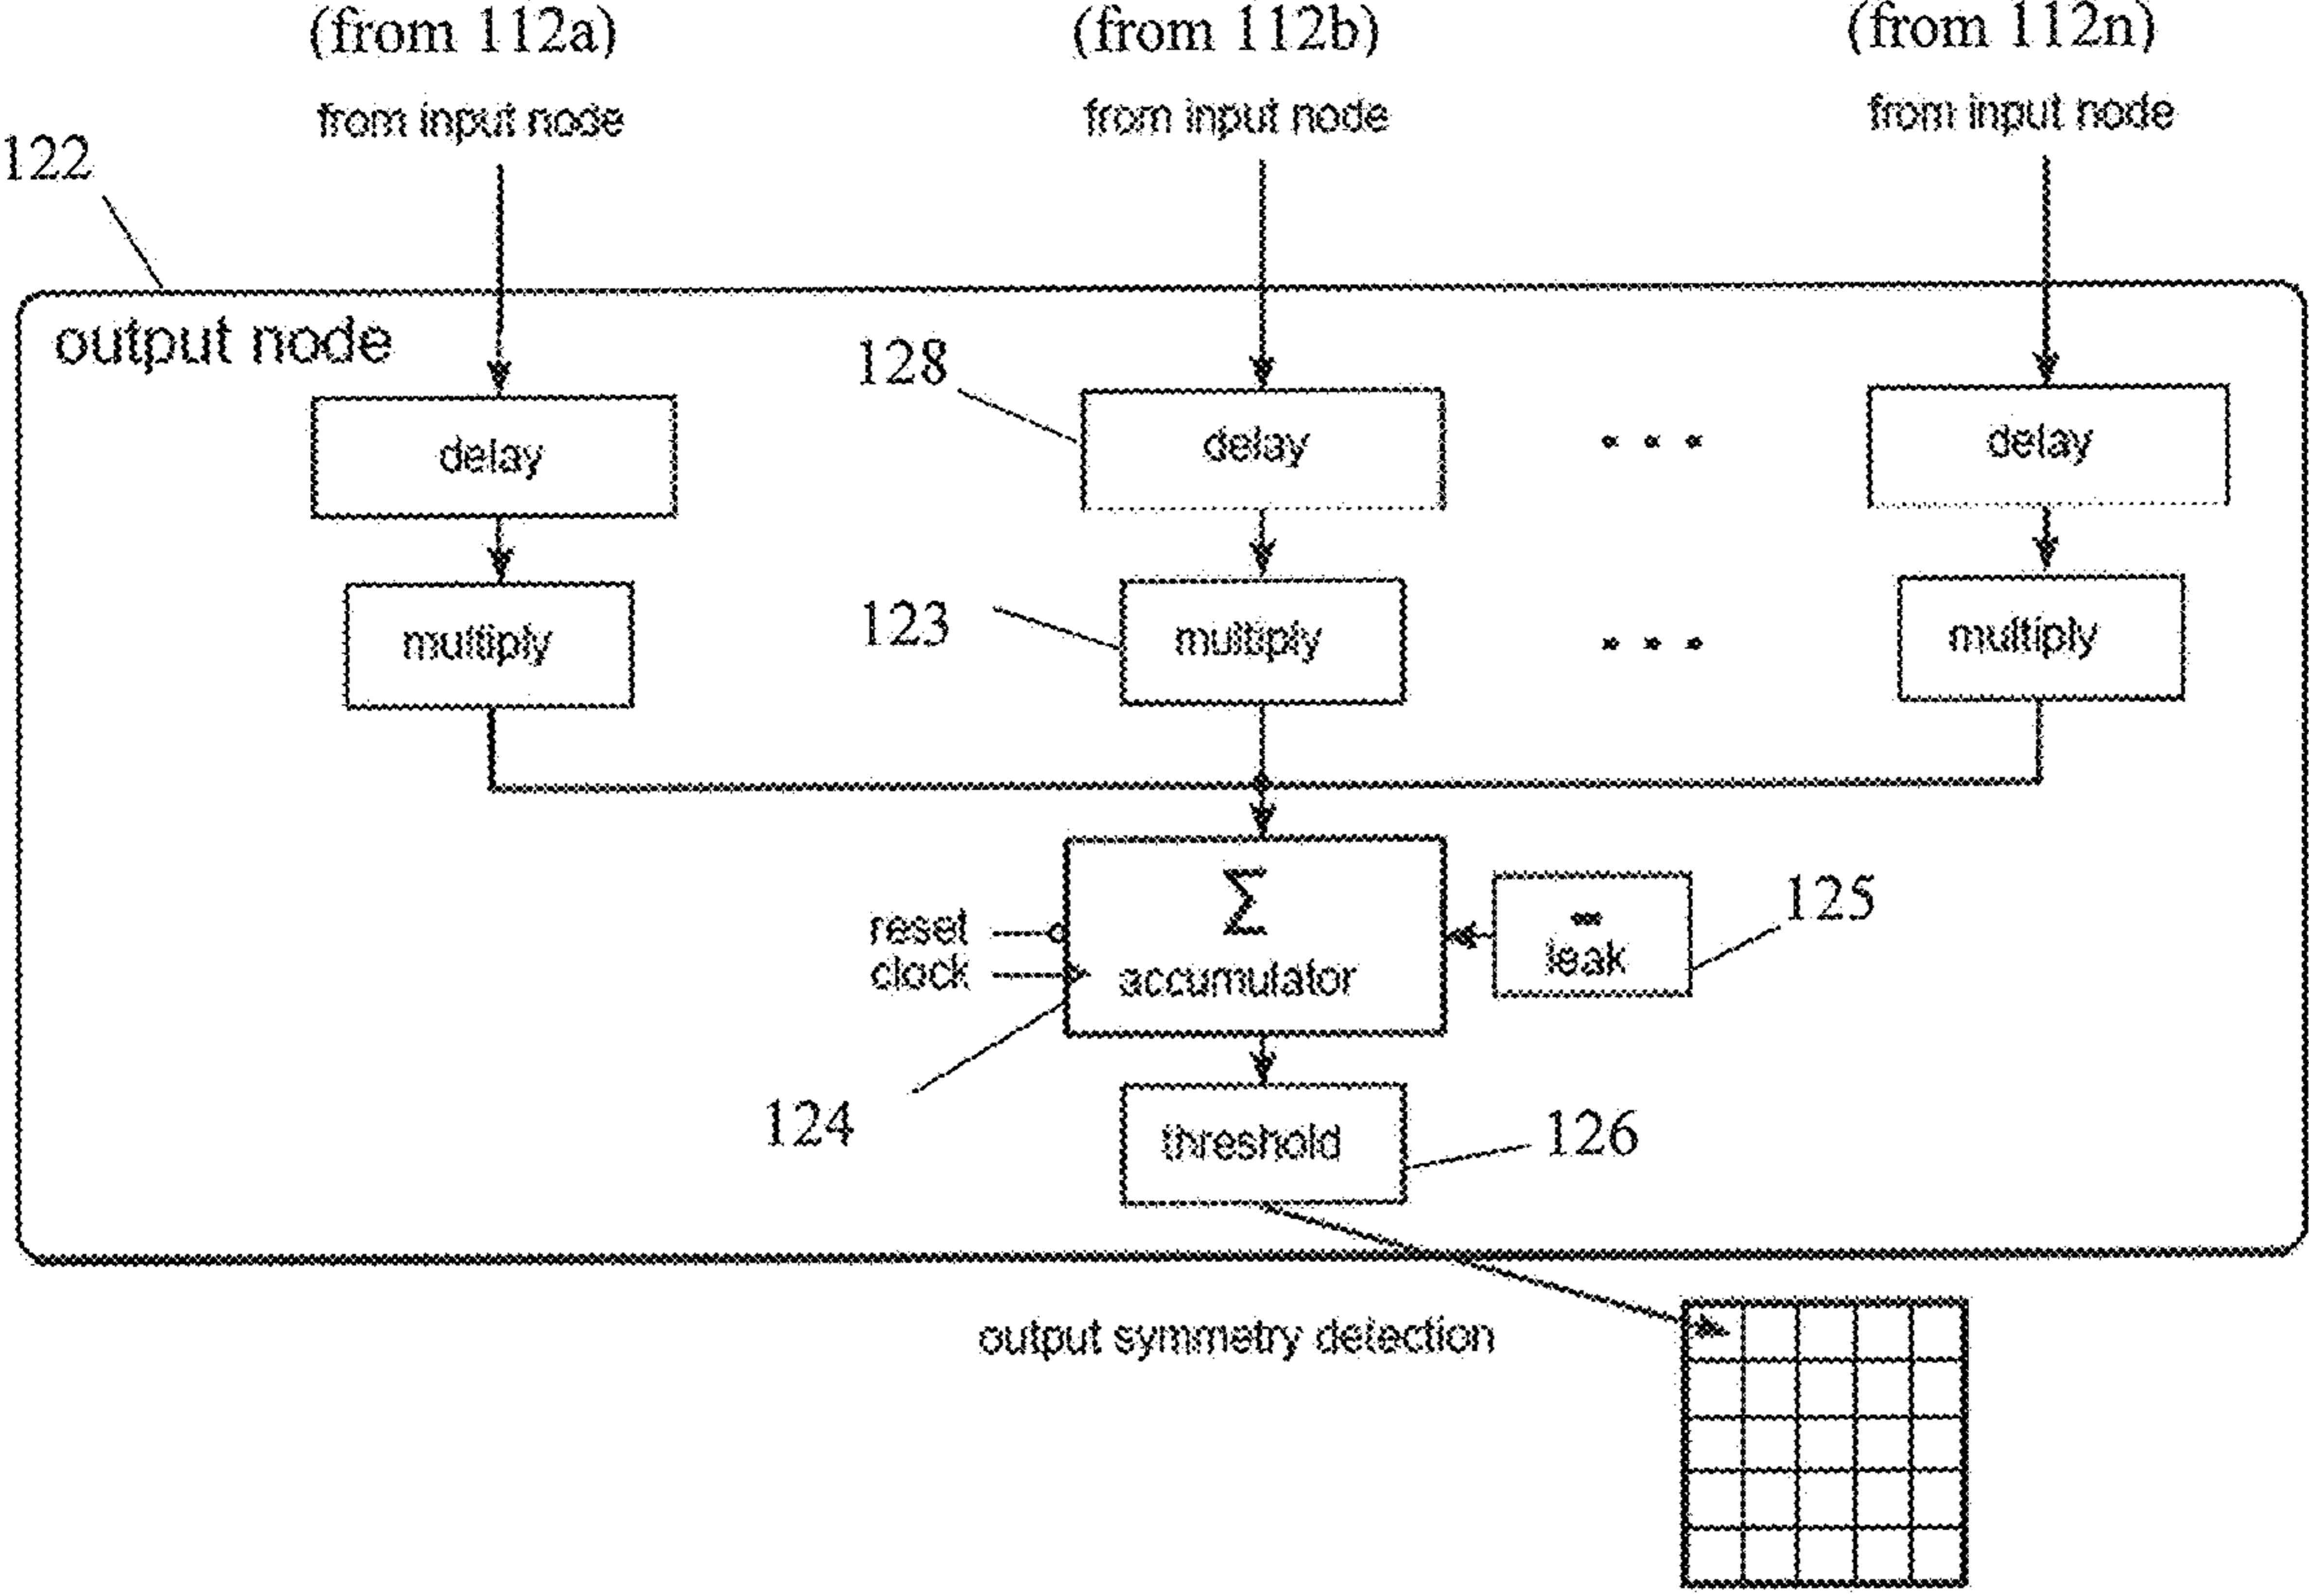 (from 112a) (from 112b) (from 112n)
from input node from input node from input node
122
output node
128
delay delay . . . delay
123
multiply multiply . . . multiply
Σ
reset
clock
accumulator
-
leak
125
124
threshold
126
output symmetry detection